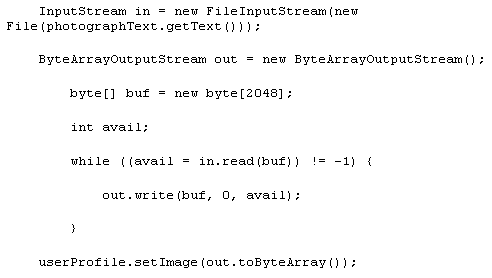 InputStream in = new FileInputStream(new
File(photographText.getText()));
ByteArrayOutputStream out = new ByteArrayOutputStream();
byte[] buf = new byte[2048];
int avail;
while ((avail = in.read(buf)) != -1) {
out.write(buf, 0, avail);
}
userProfile.setImage(out.toByteArray());